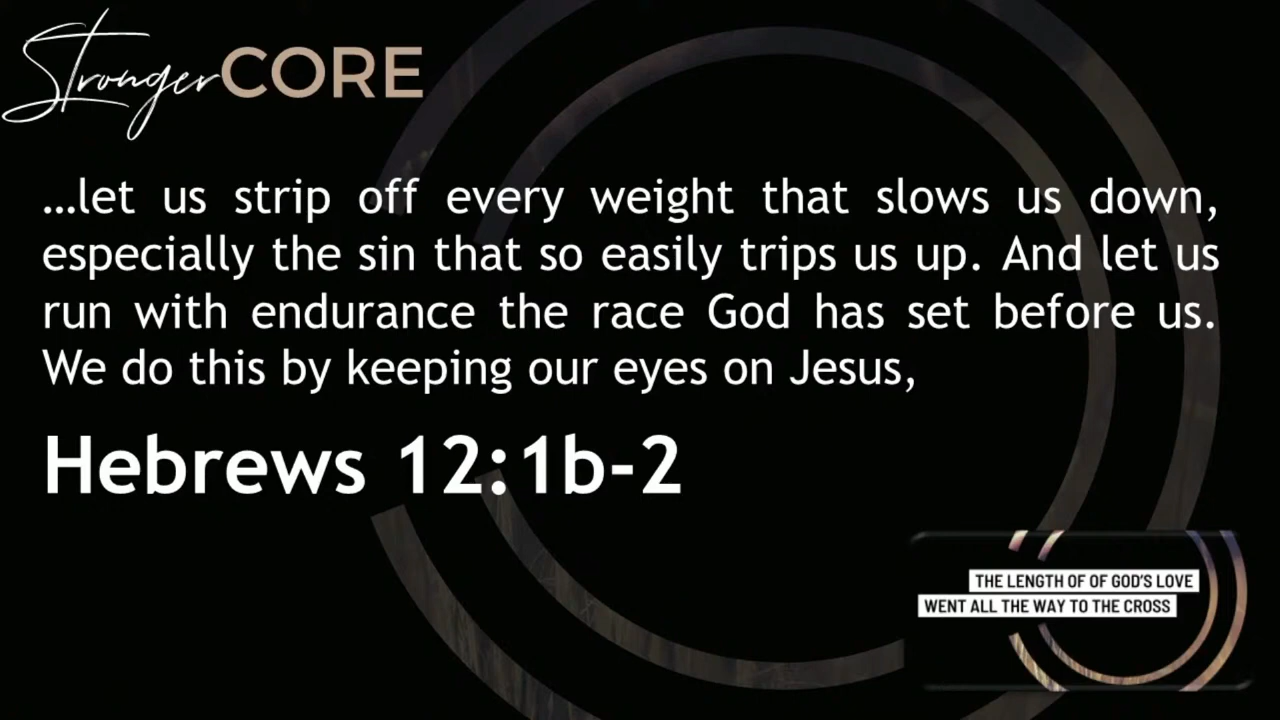 StrongerCORE
…let us strip off every weight that slows us down,
especially the sin that so easily trips us up. And let us
run with endurance the race God has set before us.
We do this by keeping our eyes on Jesus,
Hebrews 12:1b-2
THE LENGTH OF OF GOD'S LOVE
WENT ALL THE WAY TO THE CROSS